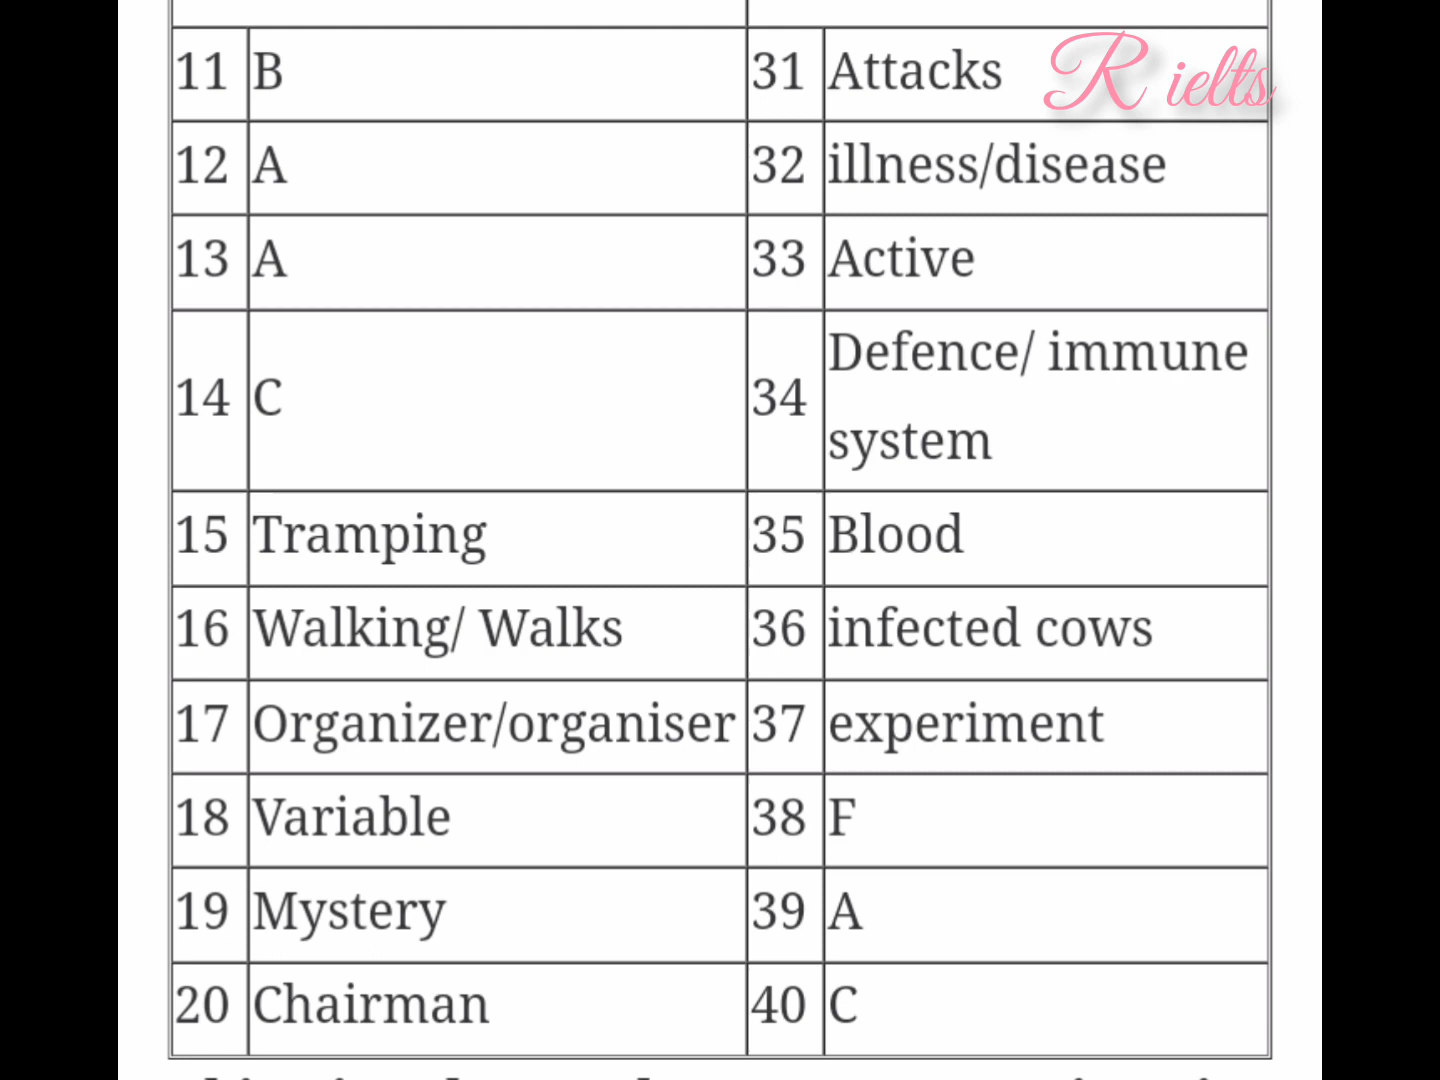 11 B 31 Attacks
R ielts
12 A 32 illness/disease
13 A 33 Active
14 C 34 Defence/ immune
system
15 Tramping 35 Blood
16 Walking/ Walks 36 infected cows
17 Organizer/organiser 37 experiment
18 Variable 38 F
19 Mystery 39 A
20 Chairman 40 C